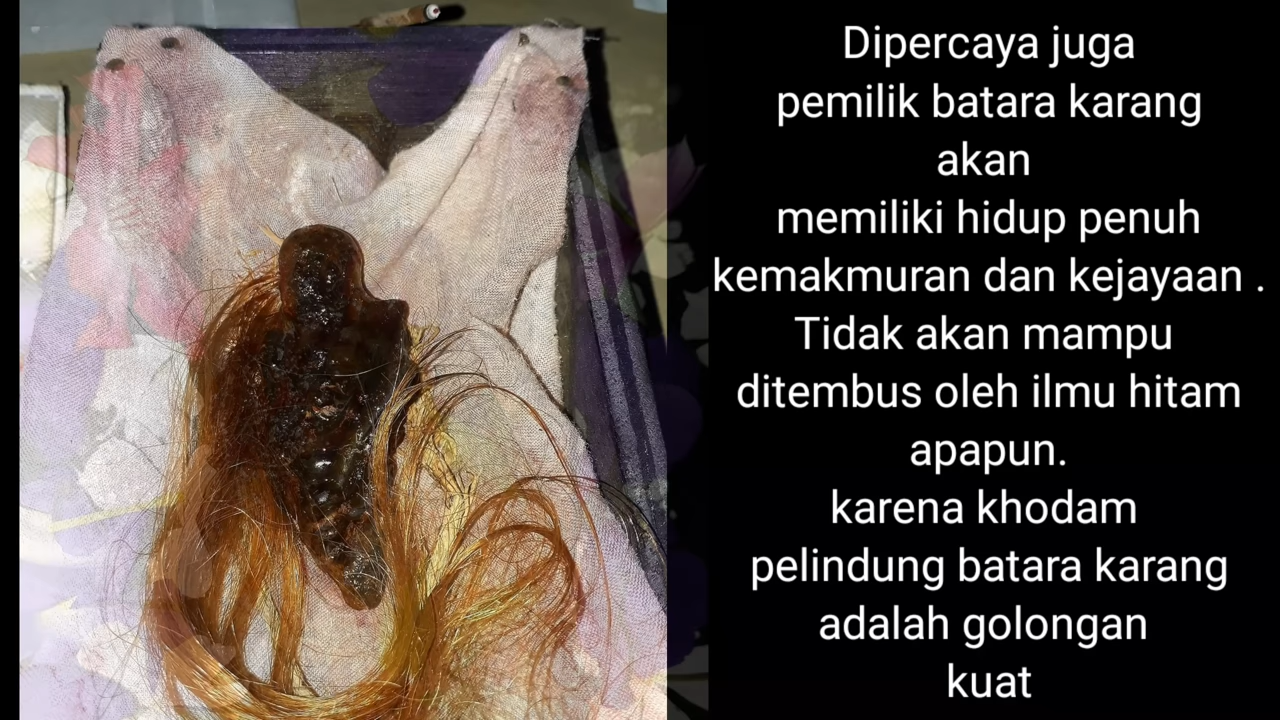 Dipercaya juga
pemilik batara karang
akan
memiliki hidup penuh
kemakmuran dan kejayaan .
Tidak akan mampu
ditembus oleh ilmu hitam
apapun.
karena khodam
pelindung batara karang
adalah golongan
kuat